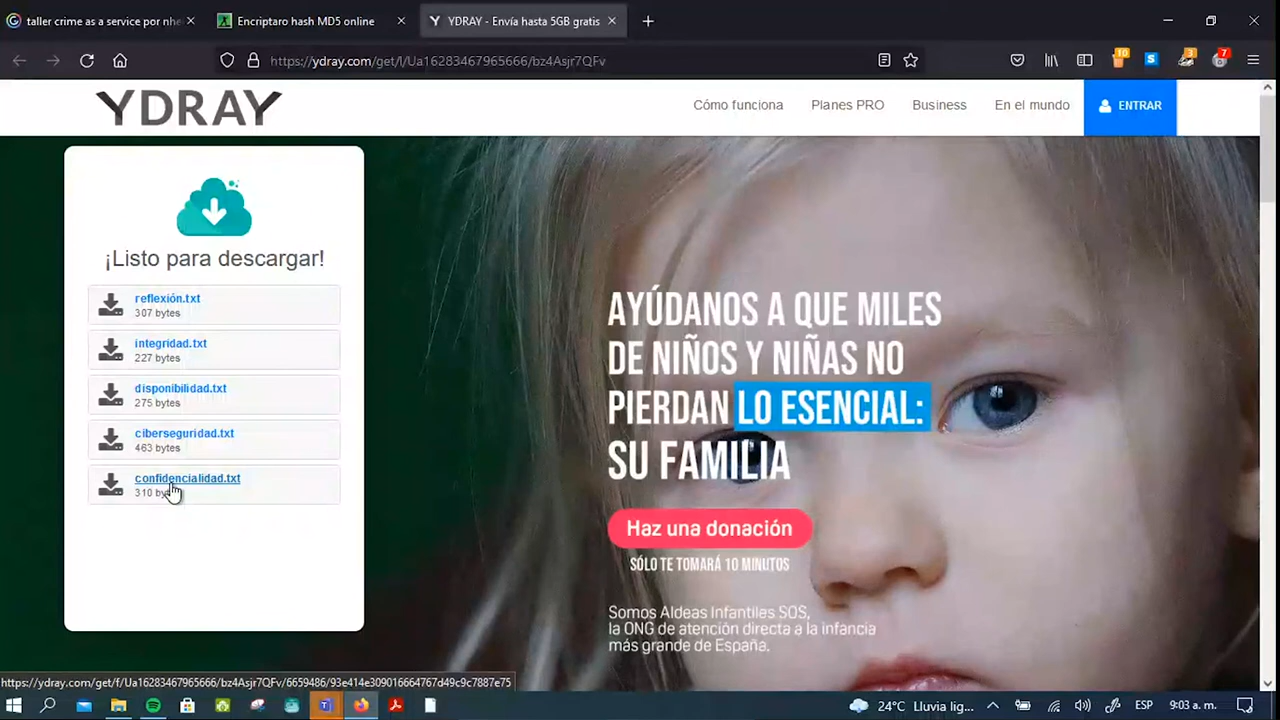 taller crime as a service por nhe
Encriptaro hash MD5 online
YDRAY - Envía hasta 5GB gratis
https://ydray.com/get/l/Ua16283467965666/bz4Asjr7QFv
10
3
7
YDRAY
Cómo funciona
Planes PRO
Business
En el mundo
ENTRAR
¡Listo para descargar!
reflexión.txt
307 bytes
integridad.txt
227 bytes
disponibilidad.txt
275 bytes
ciberseguridad.txt
463 bytes
confidencialidad.txt
310 bytes
AYÚDANOS A QUE MILES
DE NIÑOS Y NIÑAS NO
PIERDAN LO ESENCIAL:
SU FAMILIA
Haz una donación
SÓLO TE TOMARÁ 10 MINUTOS
Somos Aldeas Infantiles SOS,
la ONG de atención directa a la infancia
más grande de España.
https://ydray.com/get/f/Ua16283467965666/bz4Asjr7QFv/6659486/93e414e309016664767d49c9c7887e75
24°C Lluvia lig...
ESP
9:03 a. m.